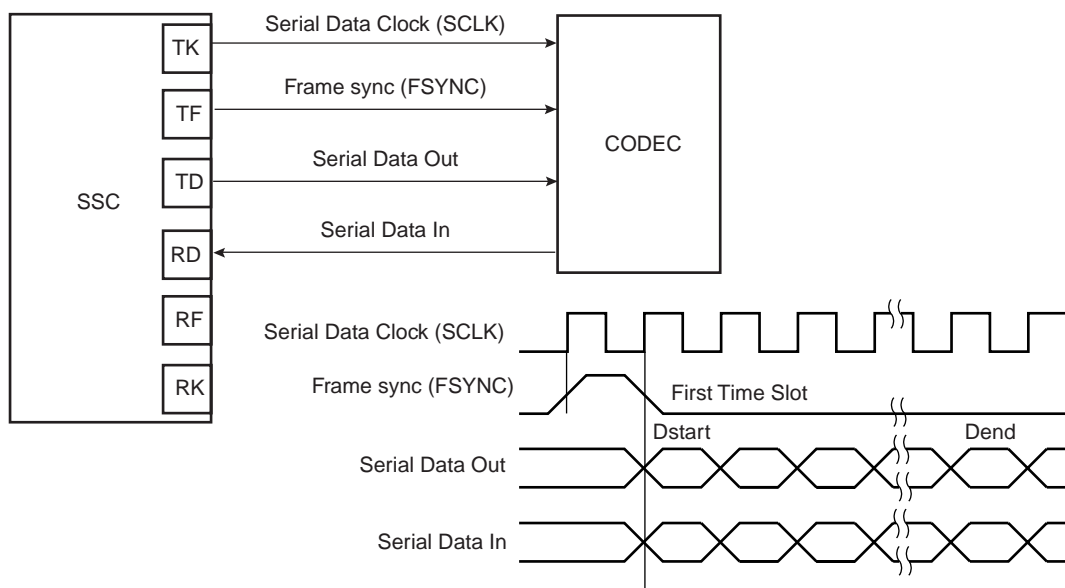 SSC
TK
TF
TD
RD
RF
RK
Serial Data Clock (SCLK)
Frame sync (FSYNC)
Serial Data Out
Serial Data In
CODEC
Serial Data Clock (SCLK)
Frame sync (FSYNC)
First Time Slot
Dstart
Dend
Serial Data Out
Serial Data In